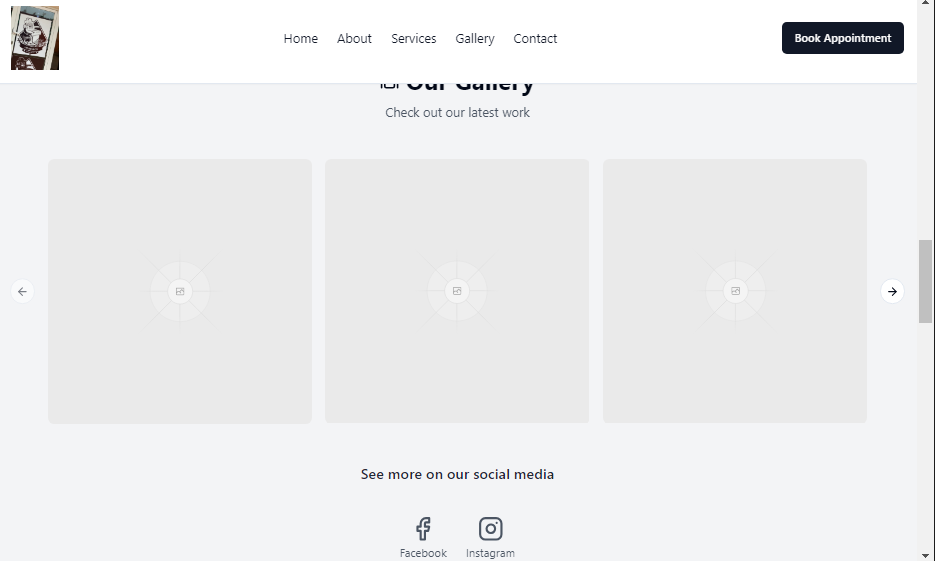 Home About Services Gallery Contact Book Appointment
Our Gallery
Check out our latest work
See more on our social media
Facebook Instagram